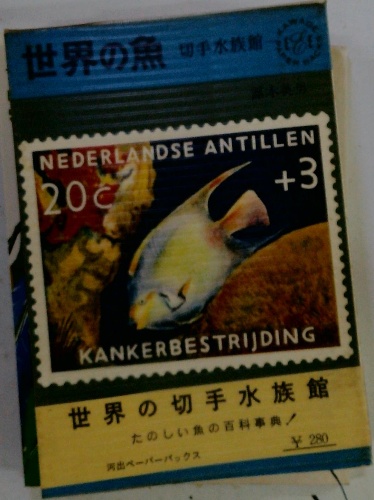 世界の魚 切手水族館
NEDERLANDSE ANTILLEN
20c +3
KANKERBESTRIJDING
世界の切手水族館
たのしい魚の百科事典!
¥280
河出ペーパーバックス